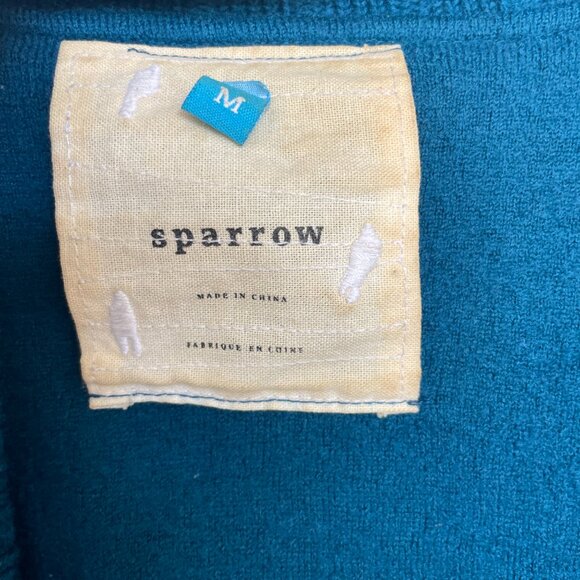 M
sparrow
MADE IN CHINA
FABRIQUE EN CHINE